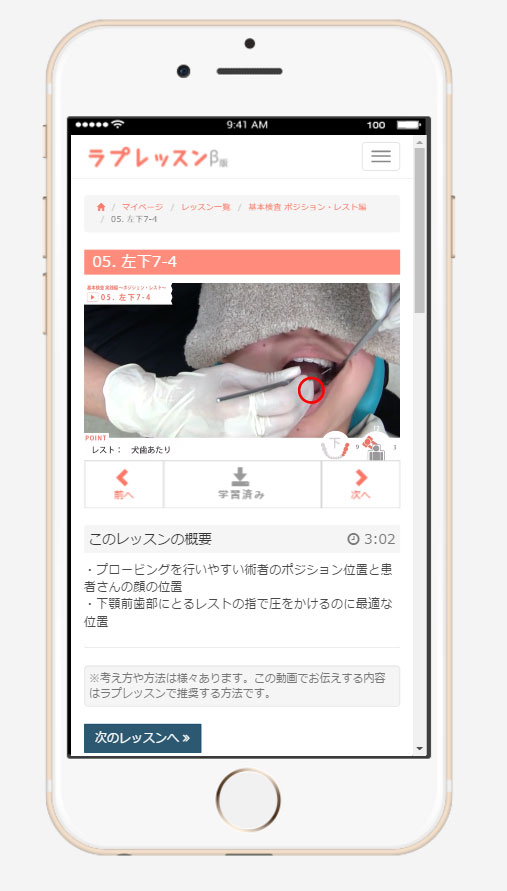 9:41 AM
100
ラプレッスンβ版
/ マイページ / レッスン一覧 / 基本検査 ポジション・レスト編
/ 05. 左下7-4
05. 左下7-4
基本検査 実践編 〜ポジション・レスト〜
05. 左下7-4
POINT
レスト： 犬歯あたり
下
9
1
前へ
学習済み
次へ
このレッスンの概要
3:02
・プロービングを行いやすい術者のポジション位置と患
者さんの顔の位置
・下顎前歯部にとるレストの指で圧をかけるのに最適な
位置
※考え方や方法は様々あります。この動画でお伝えする内容
はラプレッスンで推奨する方法です。
次のレッスンへ »